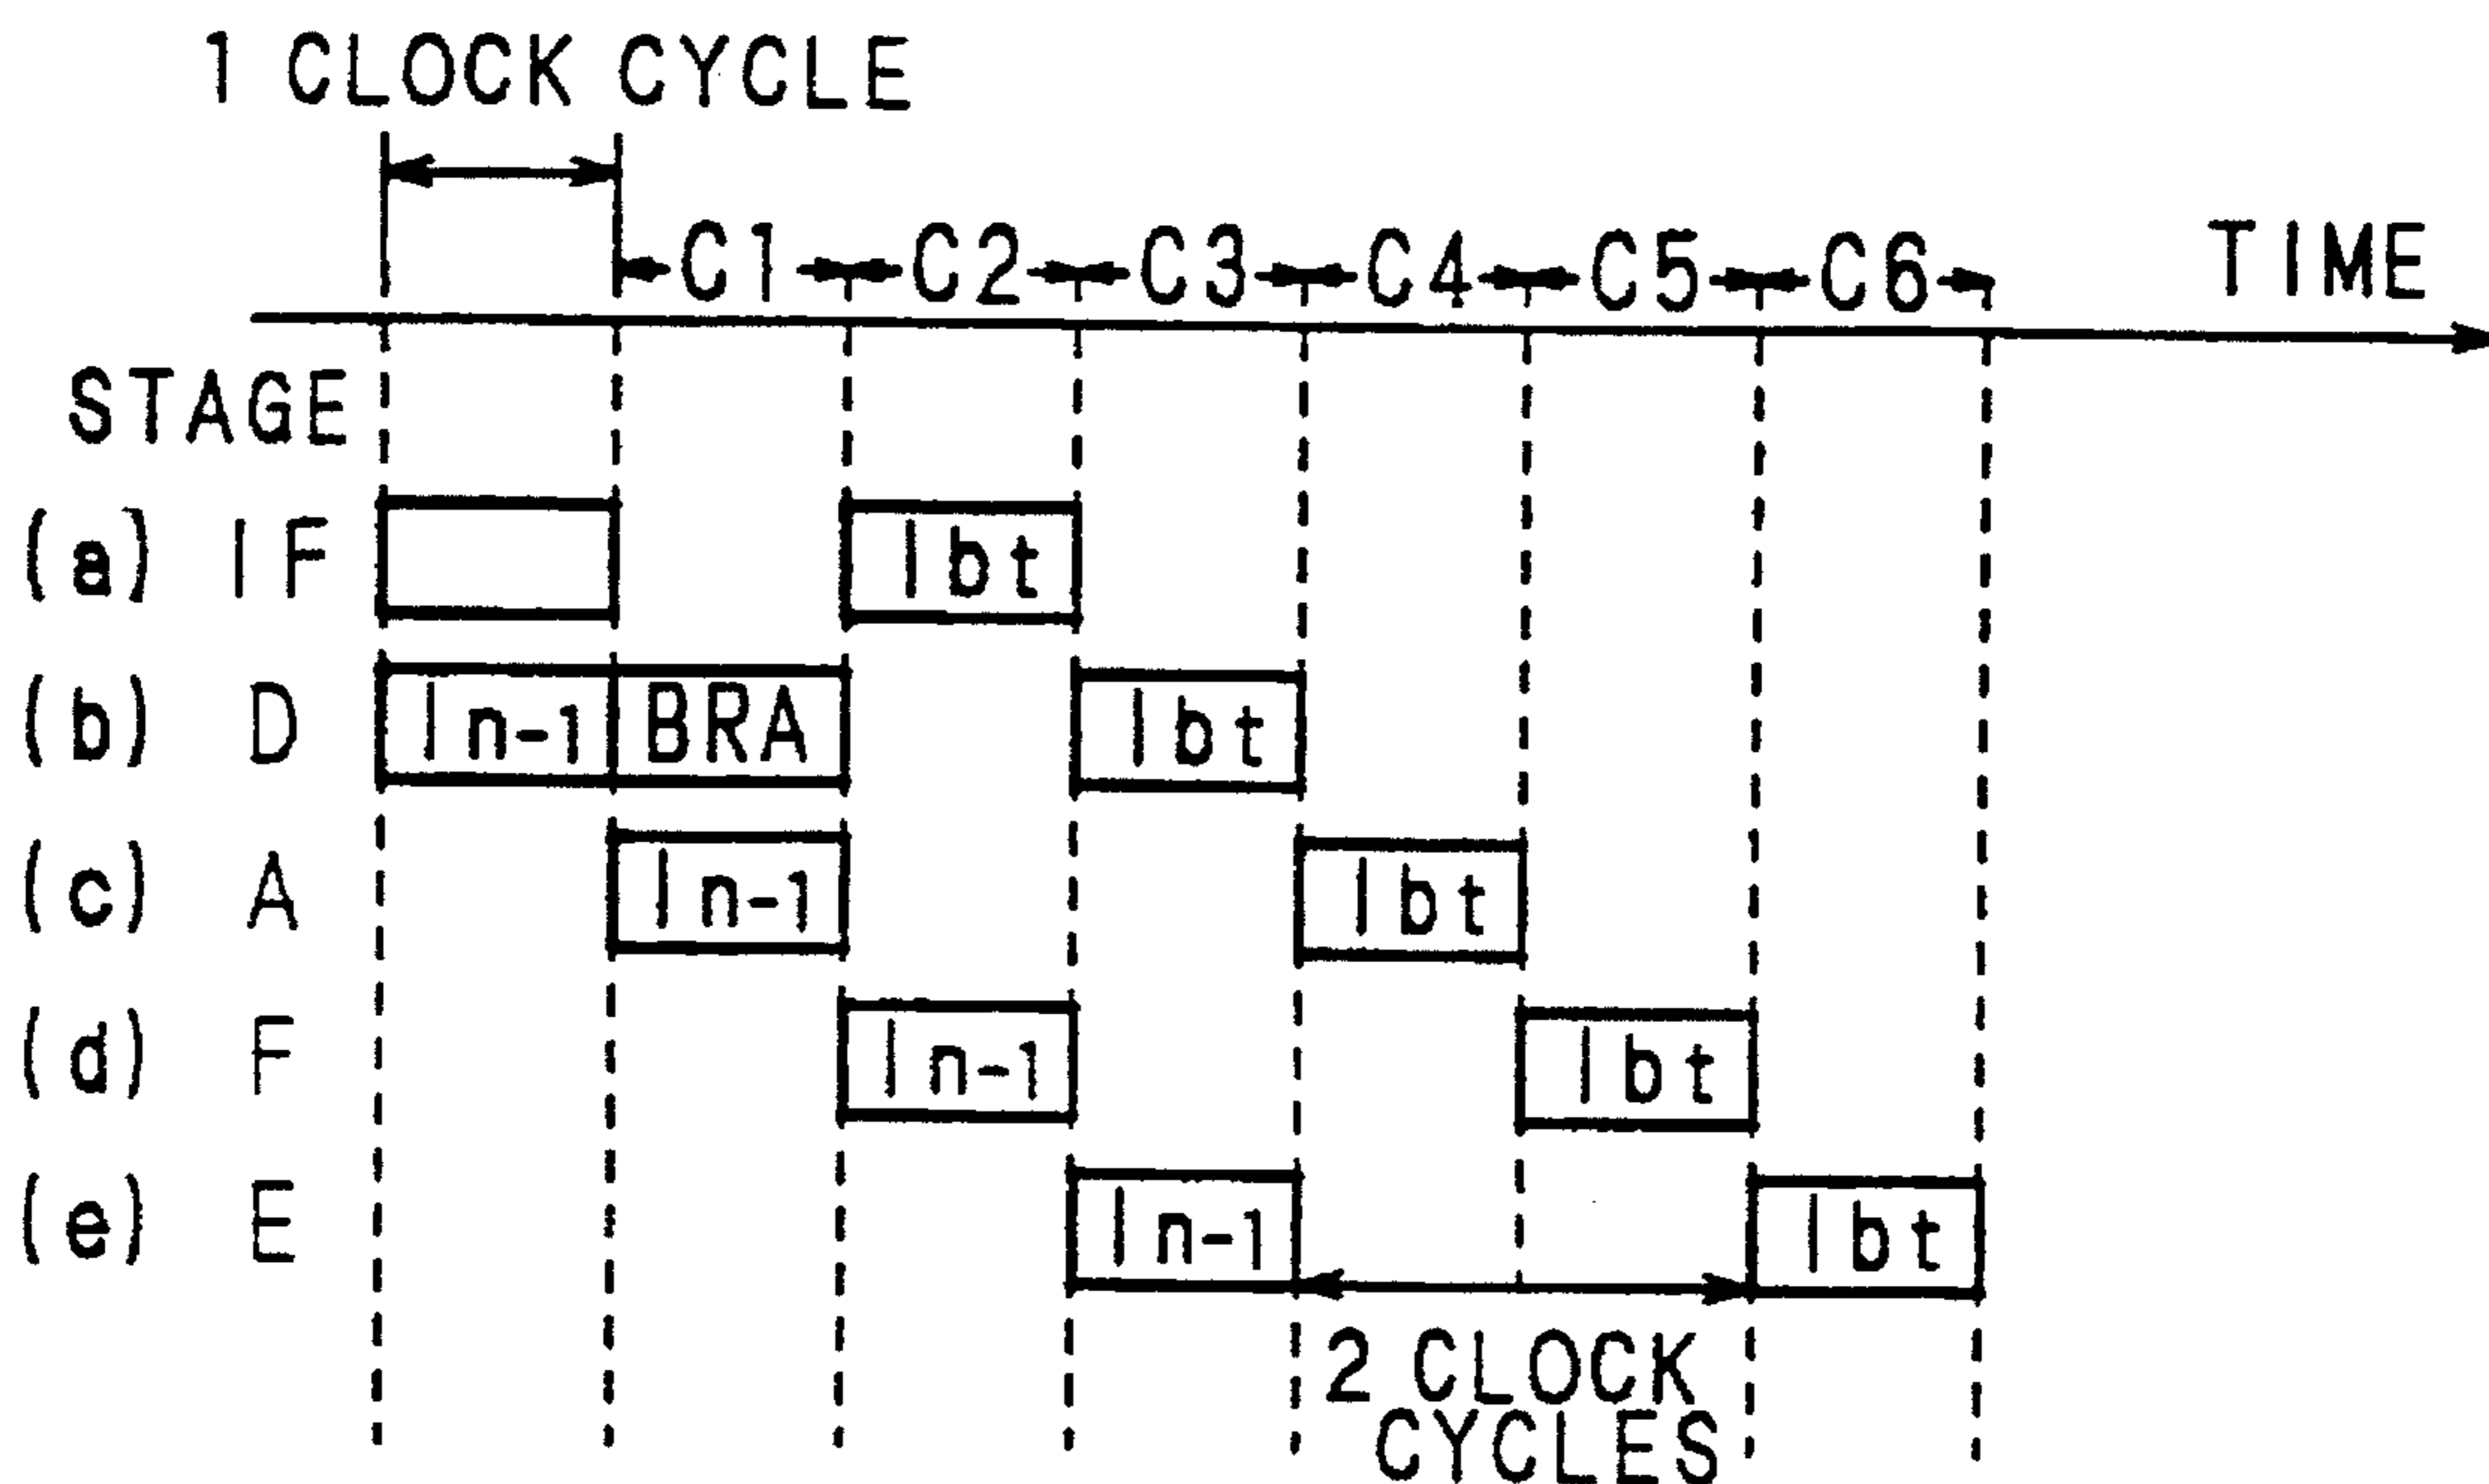 1 CLOCK CYCLE
C1 C2 C3 C4 C5 C6 TIME
STAGE
(a) IF Ibt
(b) D In-1 BRA Ibt
(c) A In-1 Ibt
(d) F In-1 Ibt
(e) E In-1 Ibt
2 CLOCK
CYCLES